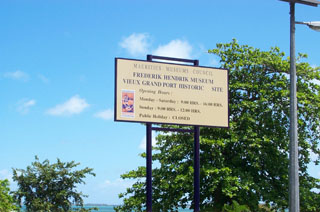 MAURITIUS MUSEUMS COUNCIL
FREDERIK HENDRIK MUSEUM
VIEUX GRAND PORT HISTORIC SITE
Opening Hours :
Monday - Saturday : 9:00 HRS. - 16:00 HRS.
Sunday - 9:00 HRS. - 12:00 HRS.
Public Holiday : CLOSED